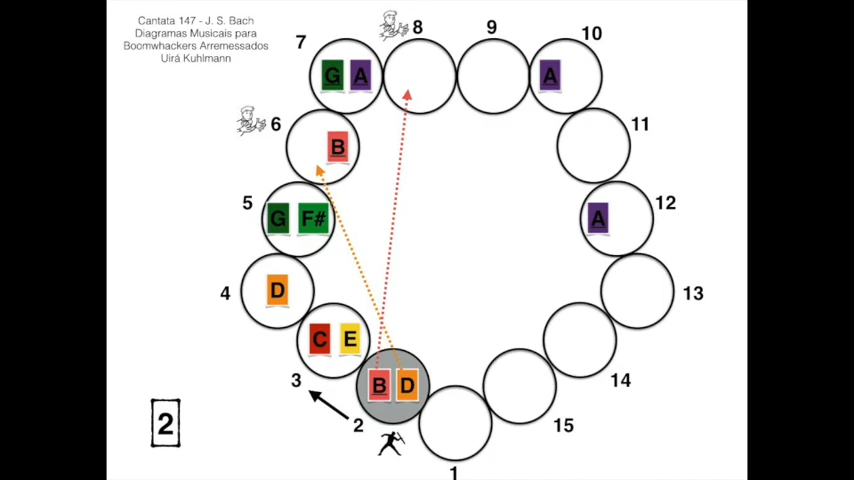 Cantata 147 - J. S. Bach
Diagramas Musicais para
Boomwhackers Arremessados
Uirá Kuhlmann
7
8
9
10
G A
A
6
B
11
5
G F#
A
12
4
D
13
3
C E
14
2
B D
15
1
2